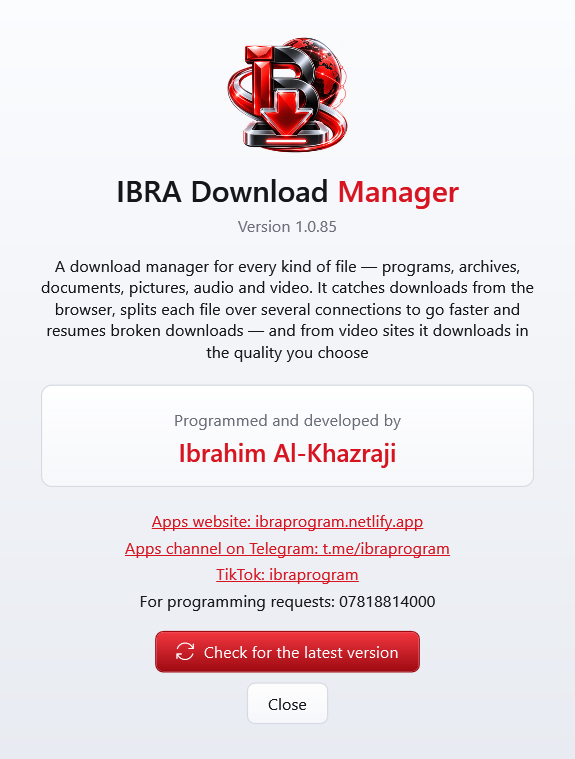 IBRA Download Manager
Version 1.0.85
A download manager for every kind of file — programs, archives,
documents, pictures, audio and video. It catches downloads from the
browser, splits each file over several connections to go faster and
resumes broken downloads — and from video sites it downloads in
the quality you choose
Programmed and developed by
Ibrahim Al-Khazraji
Apps website: ibraprogram.netlify.app
Apps channel on Telegram: t.me/ibraprogram
TikTok: ibraprogram
For programming requests: 07818814000
Check for the latest version
Close